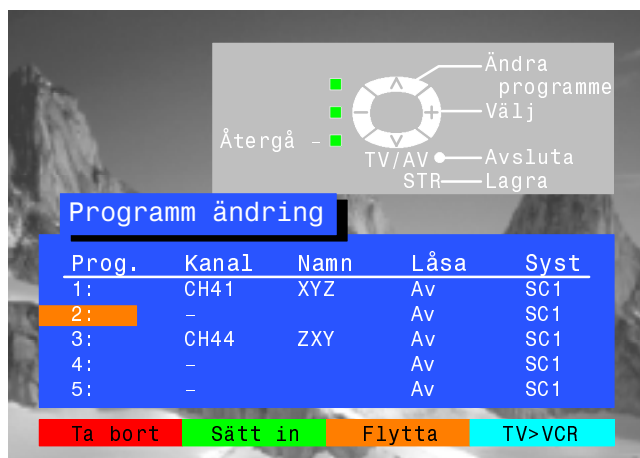 Ändra
programme
Välj
Återgå –
TV/AV Avsluta
STR Lagra
Programm ändring
Prog. Kanal Namn Låsa Syst
1: CH41 XYZ Av SC1
2: – Av SC1
3: CH44 ZXY Av SC1
4: – Av SC1
5: – Av SC1
Ta bort Sätt in Flytta TV>VCR